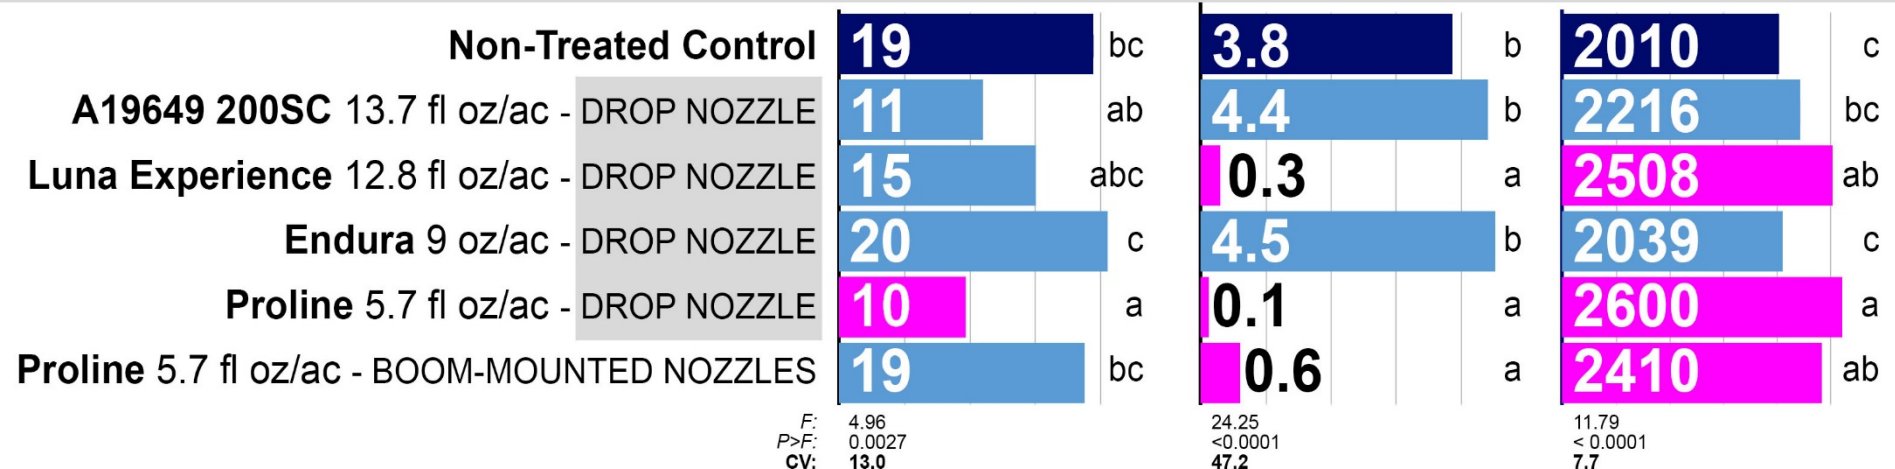 Non-Treated Control 19 bc 3.8 b 2010 c
A19649 200SC 13.7 fl oz/ac - DROP NOZZLE 11 ab 4.4 b 2216 bc
Luna Experience 12.8 fl oz/ac - DROP NOZZLE 15 abc 0.3 a 2508 ab
Endura 9 oz/ac - DROP NOZZLE 20 c 4.5 b 2039 c
Proline 5.7 fl oz/ac - DROP NOZZLE 10 a 0.1 a 2600 a
Proline 5.7 fl oz/ac - BOOM-MOUNTED NOZZLES 19 bc 0.6 a 2410 ab
F: 4.96 24.25 11.79
P>F: 0.0027 <0.0001 < 0.0001
CV: 13.0 47.2 7.7